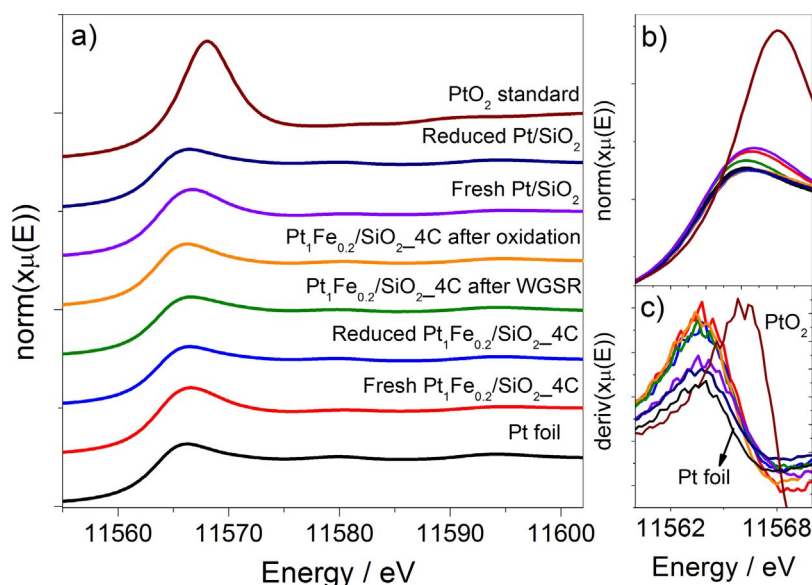 a)
norm(xμ(E))
PtO₂ standard
Reduced Pt/SiO₂
Fresh Pt/SiO₂
Pt₁Fe₀.₂/SiO₂_4C after oxidation
Pt₁Fe₀.₂/SiO₂_4C after WGSR
Reduced Pt₁Fe₀.₂/SiO₂_4C
Fresh Pt₁Fe₀.₂/SiO₂_4C
Pt foil
11560 11570 11580 11590 11600
Energy / eV
b)
norm(xμ(E))
c)
PtO₂
deriv(xμ(E))
Pt foil
11562 11568
Energy / eV